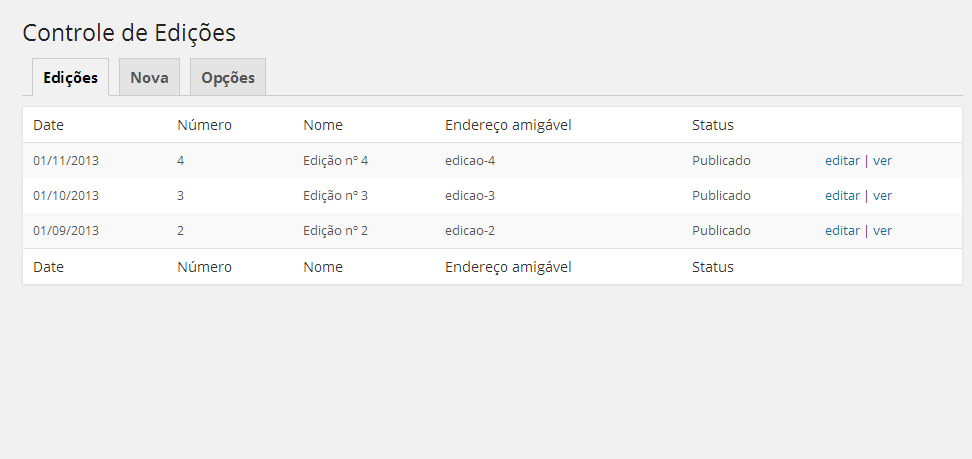 Controle de Edições
Edições Nova Opções
Date Número Nome Endereço amigável Status
01/11/2013 4 Edição nº 4 edicao-4 Publicado editar | ver
01/10/2013 3 Edição nº 3 edicao-3 Publicado editar | ver
01/09/2013 2 Edição nº 2 edicao-2 Publicado editar | ver
Date Número Nome Endereço amigável Status